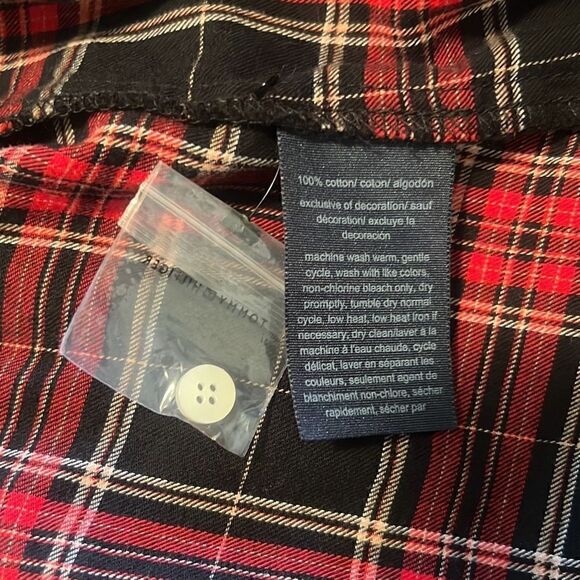 100% cotton/ coton/ algodón
exclusive of decoration/ sauf
décoration/ excluye la
decoración
machine wash warm, gentle
cycle, wash with like colors,
non-chlorine bleach only, dry
promptly, tumble dry normal
cycle, low heat, low heat iron if
necessary, dry clean/laver à la
machine à l'eau chaude, cycle
délicat, laver en séparant les
couleurs, seulement agent de
blanchiment non-chlore, sécher
rapidement, sécher par
TOMMY HILFIGER